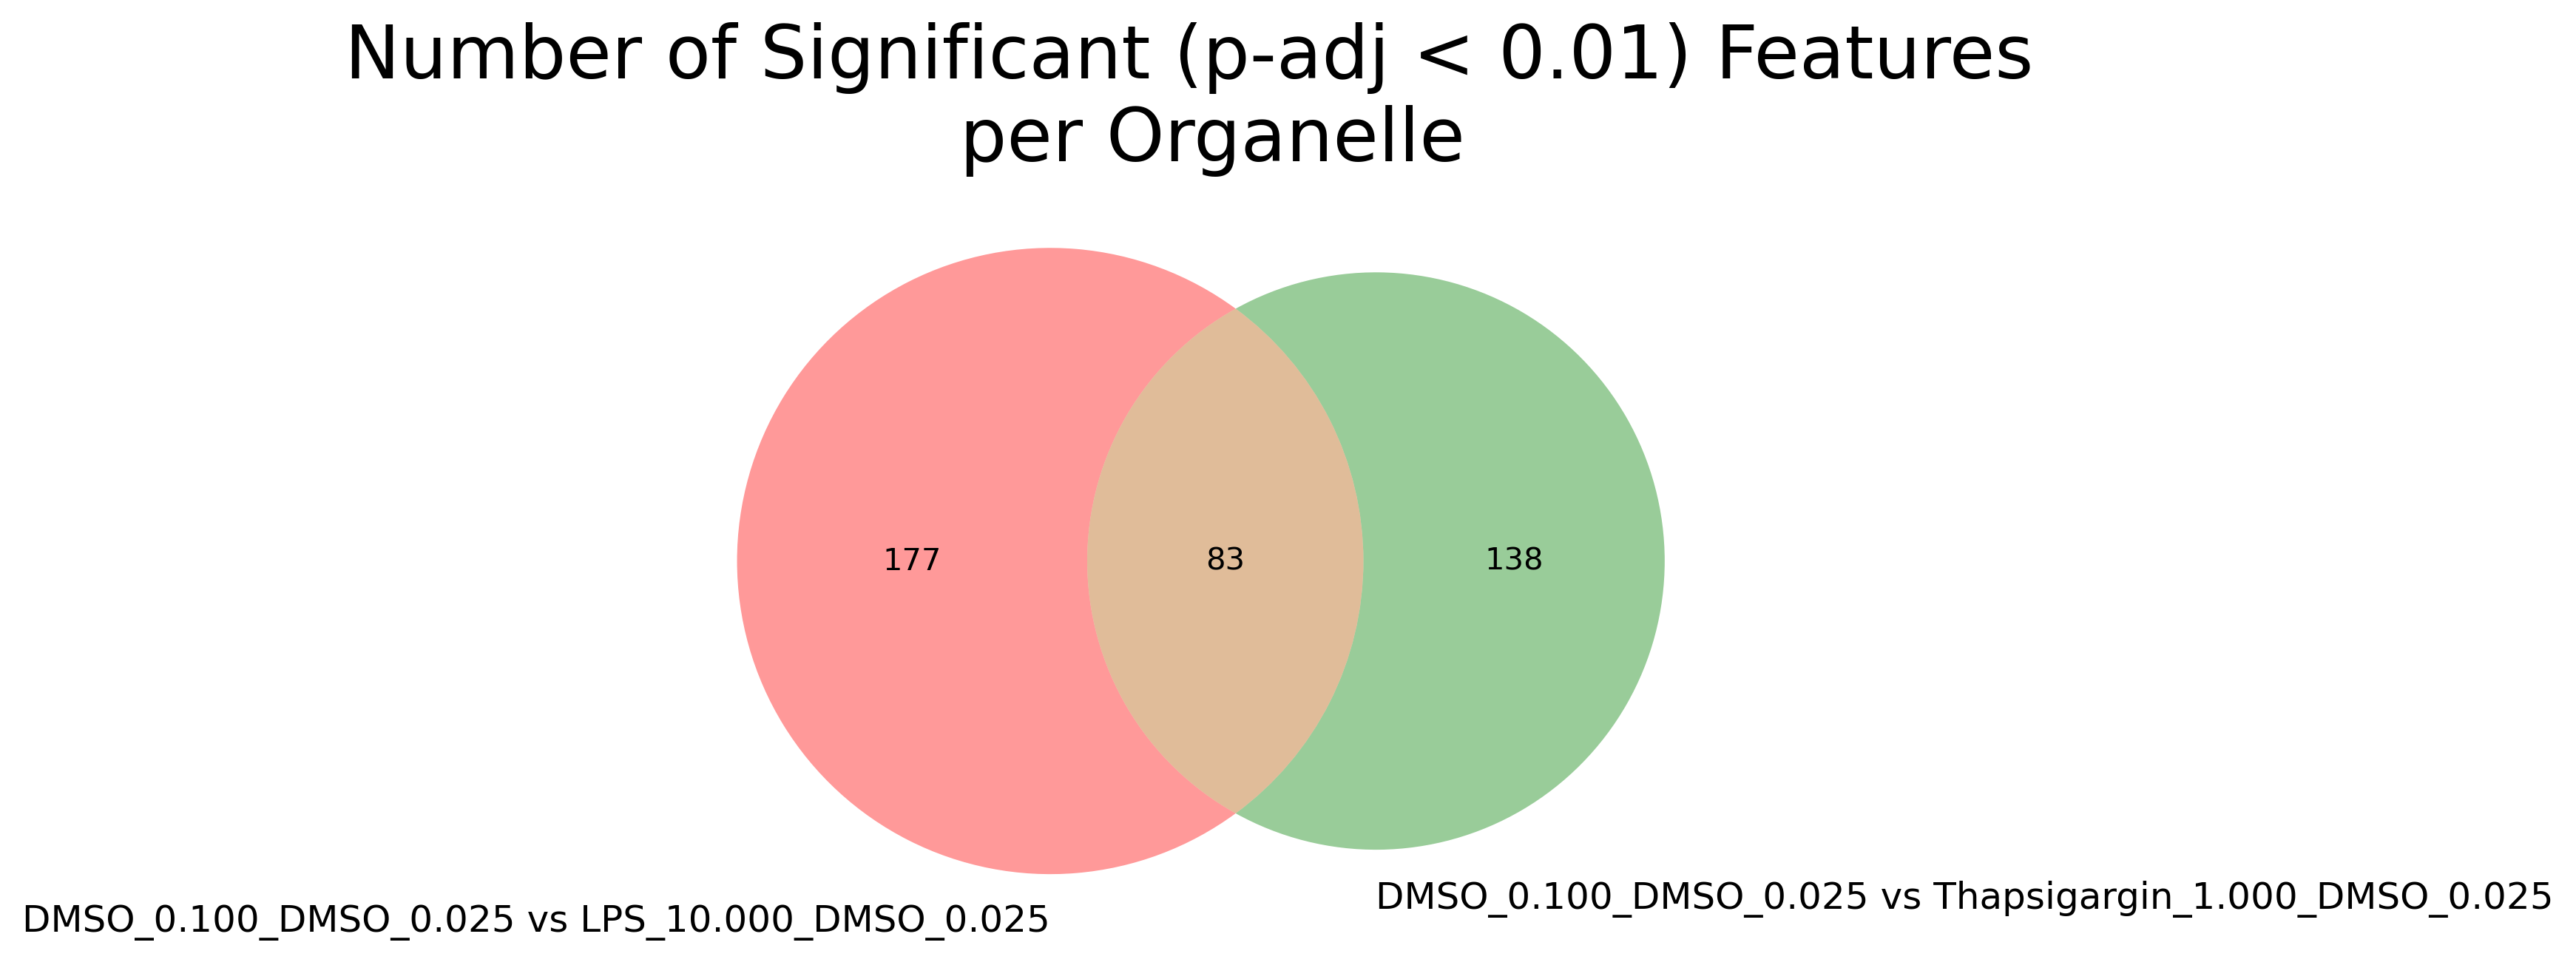 Number of Significant (p-adj < 0.01) Features
per Organelle
177
83
138
DMSO_0.100_DMSO_0.025 vs LPS_10.000_DMSO_0.025
DMSO_0.100_DMSO_0.025 vs Thapsigargin_1.000_DMSO_0.025